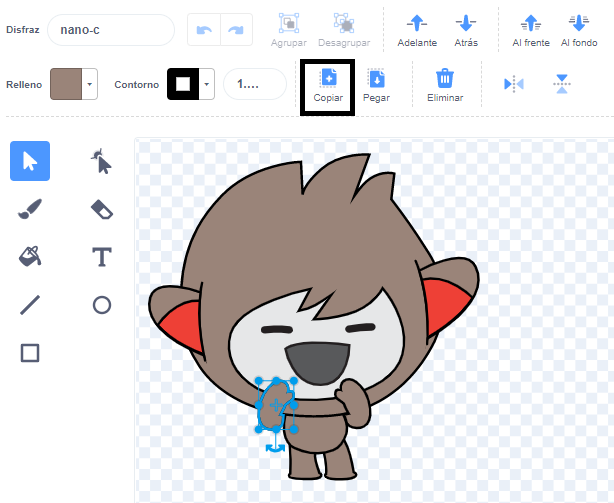 Disfraz nano-c
Agrupar Desagrupar Adelante Atrás Al frente Al fondo
Relleno Contorno 1.... Copiar Pegar Eliminar
T